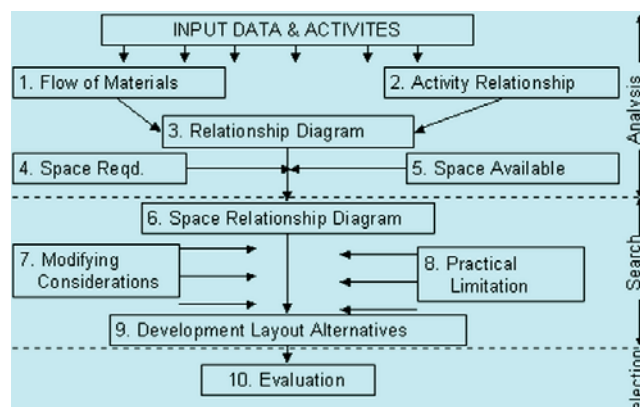 INPUT DATA & ACTIVITES
1. Flow of Materials
2. Activity Relationship
3. Relationship Diagram
4. Space Reqd.
5. Space Available
6. Space Relationship Diagram
7. Modifying
Considerations
8. Practical
Limitation
9. Development Layout Alternatives
10. Evaluation
Analysis
Search
election